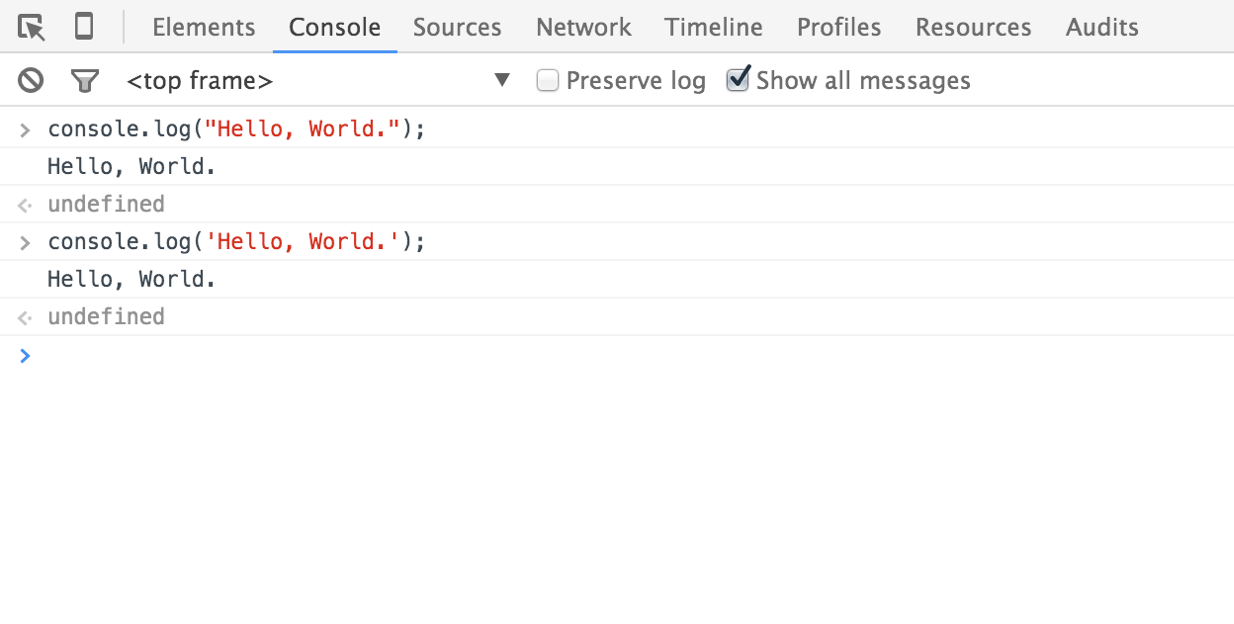 Elements Console Sources Network Timeline Profiles Resources Audits
<top frame> ▼ Preserve log Show all messages
> console.log("Hello, World.");
Hello, World.
<· undefined
> console.log('Hello, World.');
Hello, World.
<· undefined
>